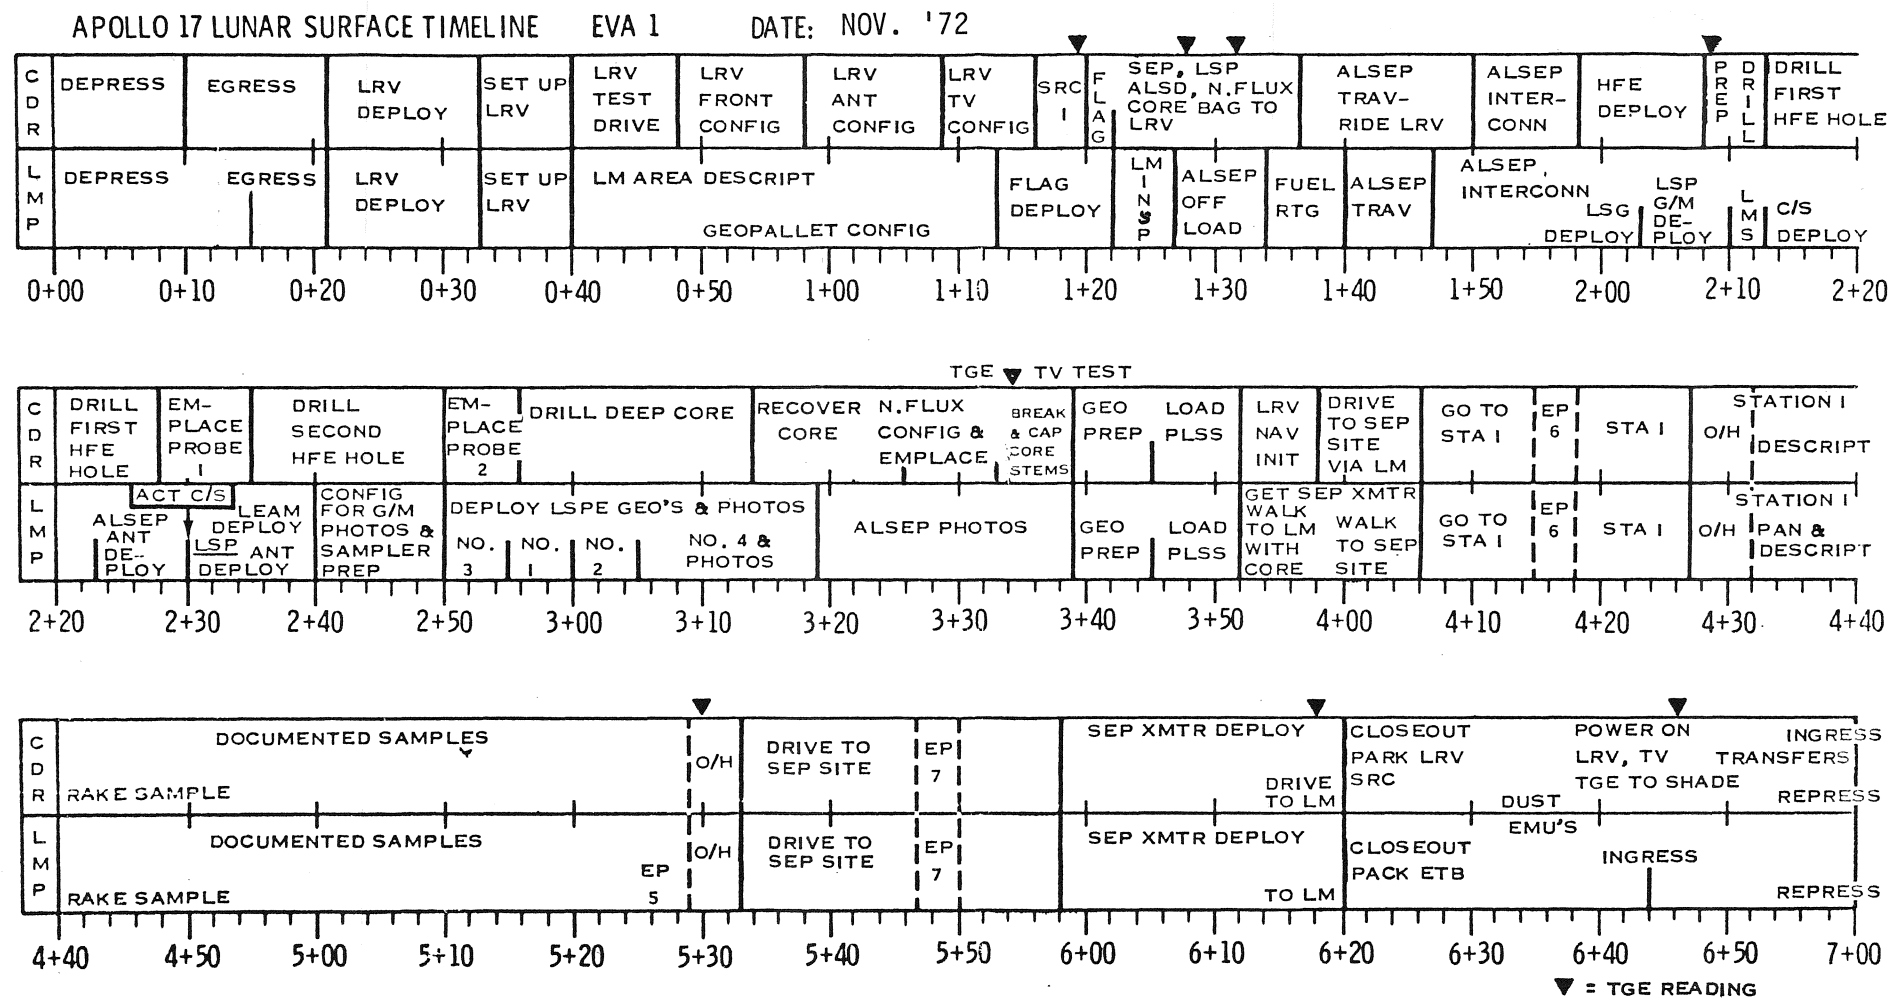 APOLLO 17 LUNAR SURFACE TIMELINE EVA 1 DATE: NOV. '72
CDR
DEPRESS
EGRESS
LRV
DEPLOY
SET UP
LRV
LRV
TEST
DRIVE
LRV
FRONT
CONFIG
LRV
ANT
CONFIG
LRV
TV
CONFIG
SRC
1
FLAG
SEP, LSP
ALSD, N.FLUX
CORE BAG TO
LRV
ALSEP
TRAV-
RIDE LRV
ALSEP
INTER-
CONN
HFE
DEPLOY
PREP
DRILL
DRILL
FIRST
HFE HOLE
LMP
DEPRESS
EGRESS
LRV
DEPLOY
SET UP
LRV
LM AREA DESCRIPT
GEOPALLET CONFIG
FLAG
DEPLOY
LM
INSP
ALSEP
OFF
LOAD
FUEL
RTG
ALSEP
TRAV
ALSEP,
INTERCONN
LSG
DEPLOY
LSP
G/M
DE-
PLOY
LMS
C/S
DEPLOY
0+00 0+10 0+20 0+30 0+40 0+50 1+00 1+10 1+20 1+30 1+40 1+50 2+00 2+10 2+20
TGE ▼ TV TEST
CDR
DRILL
FIRST
HFE
HOLE
EM-
PLACE
PROBE
1
DRILL
SECOND
HFE HOLE
EM-
PLACE
PROBE
2
DRILL DEEP CORE
RECOVER
CORE
N.FLUX
CONFIG &
EMPLACE
BREAK
& CAP
CORE
STEMS
GEO
PREP
LOAD
PLSS
LRV
NAV
INIT
DRIVE
TO SEP
SITE
VIA LM
GO TO
STA 1
EP
6
STA 1
O/H
STATION 1
DESCRIPT
LMP
ACT C/S
ALSEP
ANT
DE--
PLOY
LEAM
DEPLOY
LSP ANT
DEPLOY
CONFIG
FOR G/M
PHOTOS &
SAMPLER
PREP
DEPLOY LSPE GEO'S & PHOTOS
NO.
3
NO.
1
NO.
2
NO. 4 &
PHOTOS
ALSEP PHOTOS
GEO
PREP
LOAD
PLSS
GET SEP XMTR
WALK
TO LM
WITH
CORE
WALK
TO SEP
SITE
GO TO
STA 1
EP
6
STA 1
O/H
STATION 1
PAN &
DESCRIPT
2+20 2+30 2+40 2+50 3+00 3+10 3+20 3+30 3+40 3+50 4+00 4+10 4+20 4+30 4+40
CDR
DOCUMENTED SAMPLES
RAKE SAMPLE
O/H
DRIVE TO
SEP SITE
EP
7
SEP XMTR DEPLOY
DRIVE
TO LM
CLOSEOUT
PARK LRV
SRC
DUST
EMU'S
POWER ON
LRV, TV
TGE TO SHADE
INGRESS
TRANSFERS
REPRESS
LMP
DOCUMENTED SAMPLES
RAKE SAMPLE
EP
5
O/H
DRIVE TO
SEP SITE
EP
7
SEP XMTR DEPLOY
TO LM
CLOSEOUT
PACK ETB
INGRESS
REPRESS
4+40 4+50 5+00 5+10 5+20 5+30 5+40 5+50 6+00 6+10 6+20 6+30 6+40 6+50 7+00
▼ = TGE READING